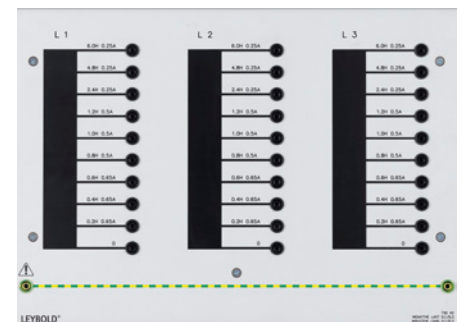 L 1
L 2
L 3
6.0H 0.25A
6.0H 0.25A
6.0H 0.25A
4.8H 0.25A
4.8H 0.25A
4.8H 0.25A
2.4H 0.25A
2.4H 0.25A
2.4H 0.25A
1.2H 0.5A
1.2H 0.5A
1.2H 0.5A
1.0H 0.5A
1.0H 0.5A
1.0H 0.5A
0.8H 0.5A
0.8H 0.5A
0.8H 0.5A
0.6H 0.65A
0.6H 0.65A
0.6H 0.65A
0.4H 0.65A
0.4H 0.65A
0.4H 0.65A
0.2H 0.65A
0.2H 0.65A
0.2H 0.65A
0
0
0
LEYBOLD®